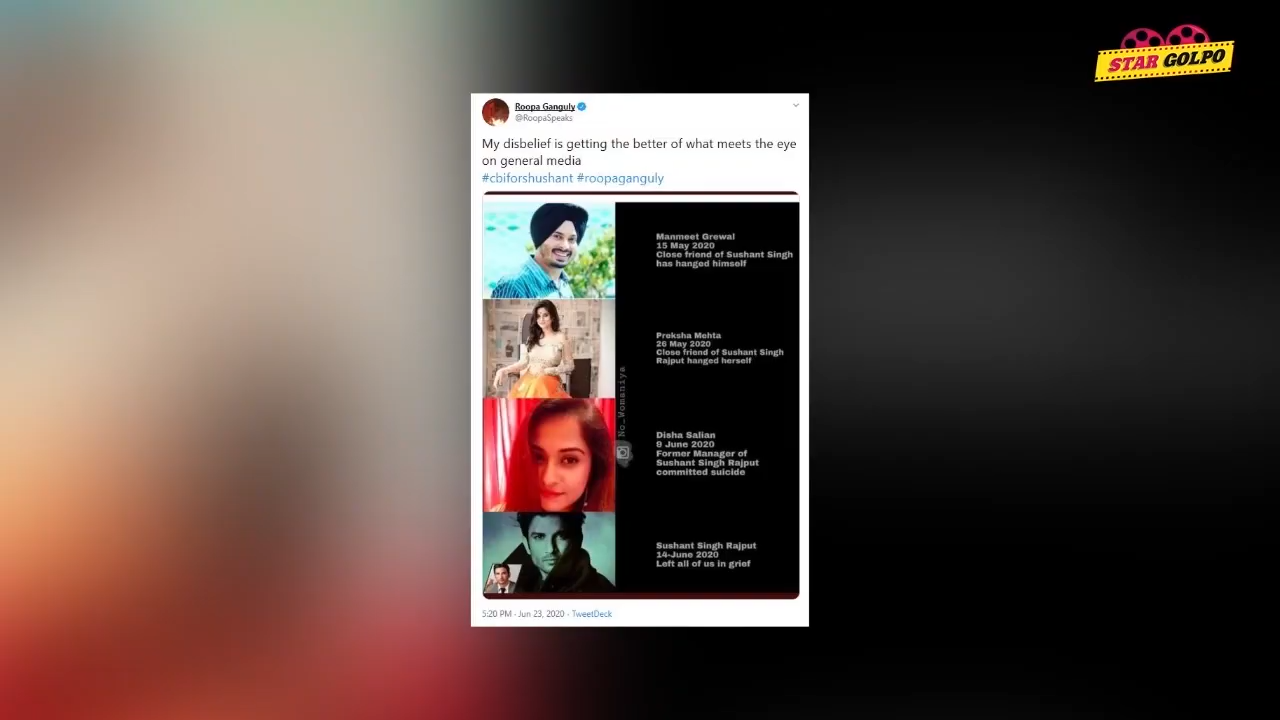 STAR GOLPO
Roopa Ganguly
@RoopaSpeaks
My disbelief is getting the better of what meets the eye
on general media
#cbiforshushant #roopaganguly
Manmeet Grewal
15 May 2020
Close friend of Sushant Singh
has hanged himself
Preksha Mehta
26 May 2020
Close friend of Sushant Singh
Rajput hanged herself
No_Womaniya
Disha Salian
9 June 2020
Former Manager of
Sushant Singh Rajput
committed suicide
Sushant Singh Rajput
14-June 2020
Left all of us in grief
5:20 PM · Jun 23, 2020 · TweetDeck